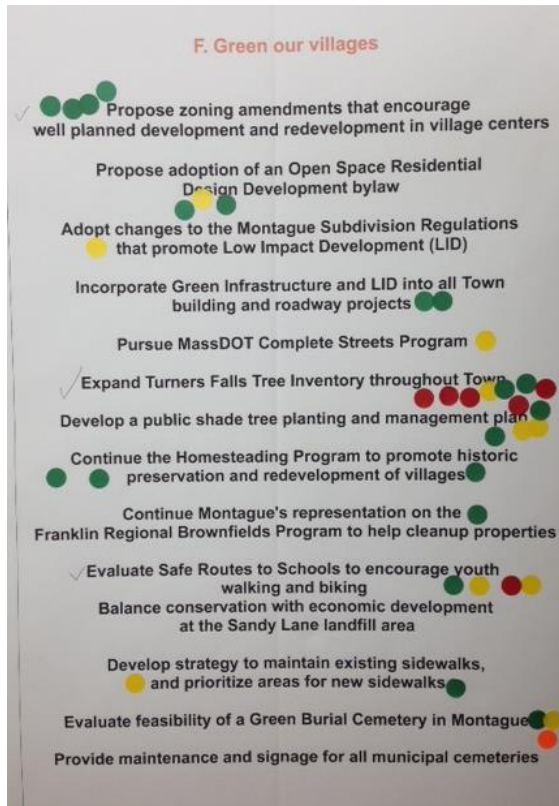 F. Green our villages
Propose zoning amendments that encourage
well planned development and redevelopment in village centers
Propose adoption of an Open Space Residential
Design Development bylaw
Adopt changes to the Montague Subdivision Regulations
that promote Low Impact Development (LID)
Incorporate Green Infrastructure and LID into all Town
building and roadway projects
Pursue MassDOT Complete Streets Program
Expand Turners Falls Tree Inventory throughout Town
Develop a public shade tree planting and management plan
Continue the Homesteading Program to promote historic
preservation and redevelopment of villages
Continue Montague's representation on the
Franklin Regional Brownfields Program to help cleanup properties
Evaluate Safe Routes to Schools to encourage youth
walking and biking
Balance conservation with economic development
at the Sandy Lane landfill area
Develop strategy to maintain existing sidewalks,
and prioritize areas for new sidewalks
Evaluate feasibility of a Green Burial Cemetery in Montague
Provide maintenance and signage for all municipal cemeteries